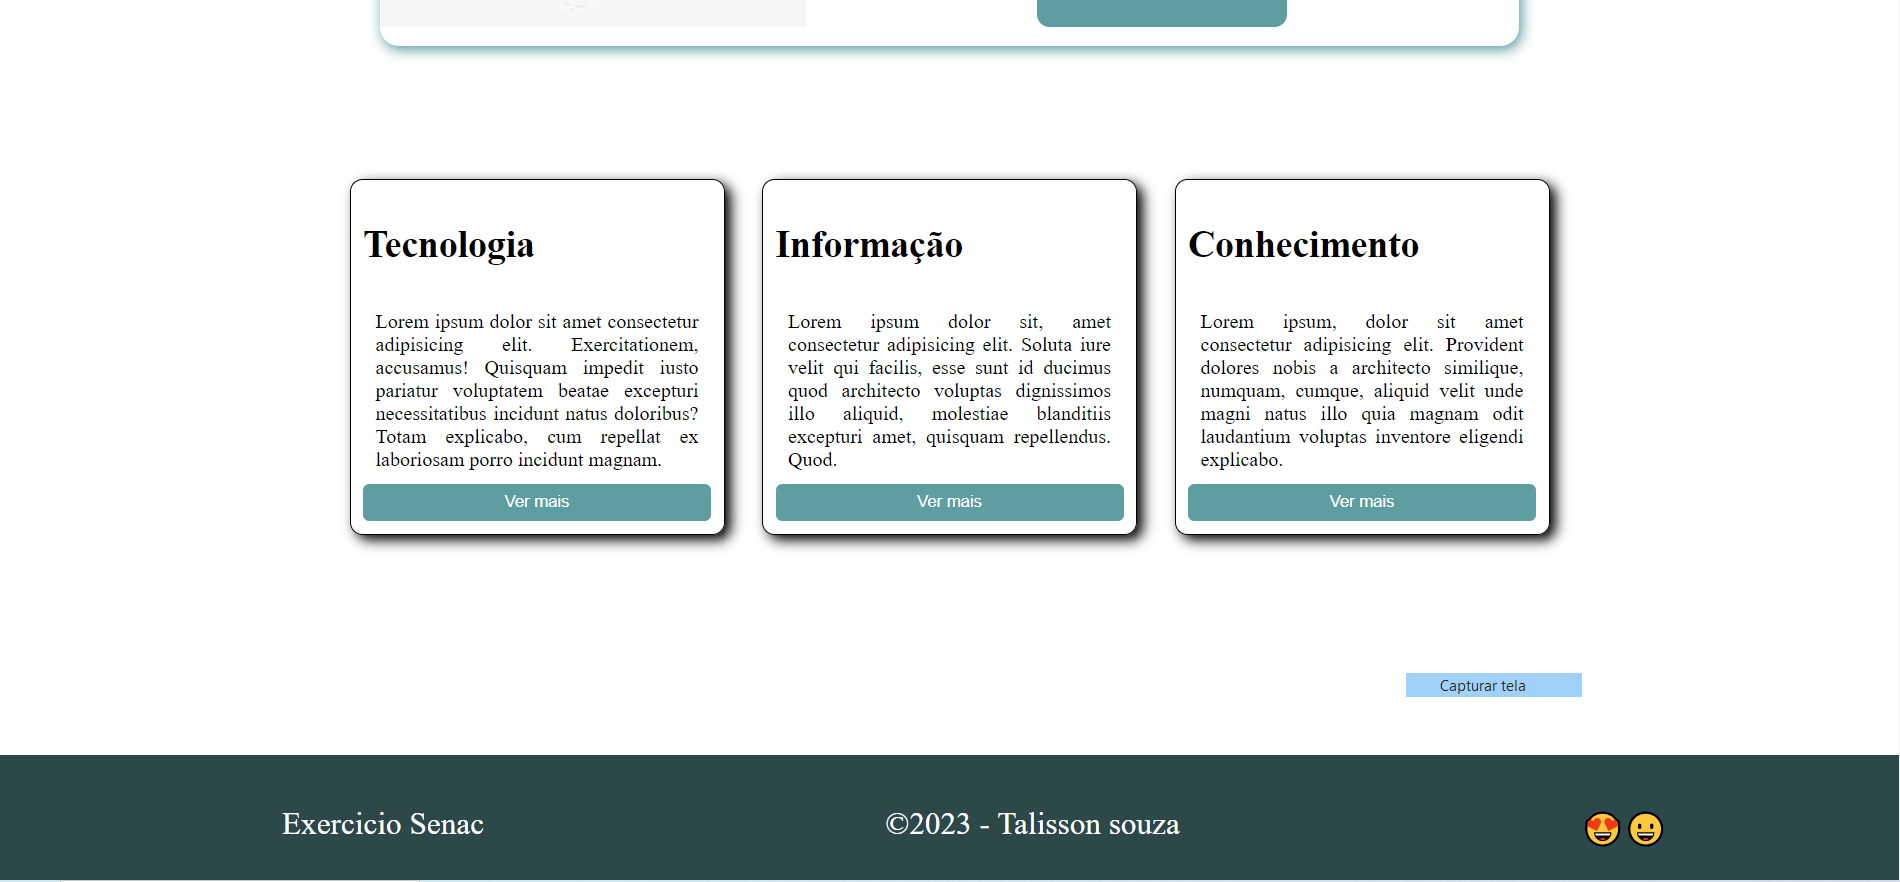 Tecnologia
Lorem ipsum dolor sit amet consectetur
adipisicing elit. Exercitationem,
accusamus! Quisquam impedit iusto
pariatur voluptatem beatae excepturi
necessitatibus incidunt natus doloribus?
Totam explicabo, cum repellat ex
laboriosam porro incidunt magnam.
Ver mais
Informação
Lorem ipsum dolor sit, amet
consectetur adipisicing elit. Soluta iure
velit qui facilis, esse sunt id ducimus
quod architecto voluptas dignissimos
illo aliquid, molestiae blanditiis
excepturi amet, quisquam repellendus.
Quod.
Ver mais
Conhecimento
Lorem ipsum, dolor sit amet
consectetur adipisicing elit. Provident
dolores nobis a architecto similique,
numquam, cumque, aliquid velit unde
magni natus illo quia magnam odit
laudantium voluptas inventore eligendi
explicabo.
Ver mais
Capturar tela
Exercicio Senac
©2023 - Talisson souza